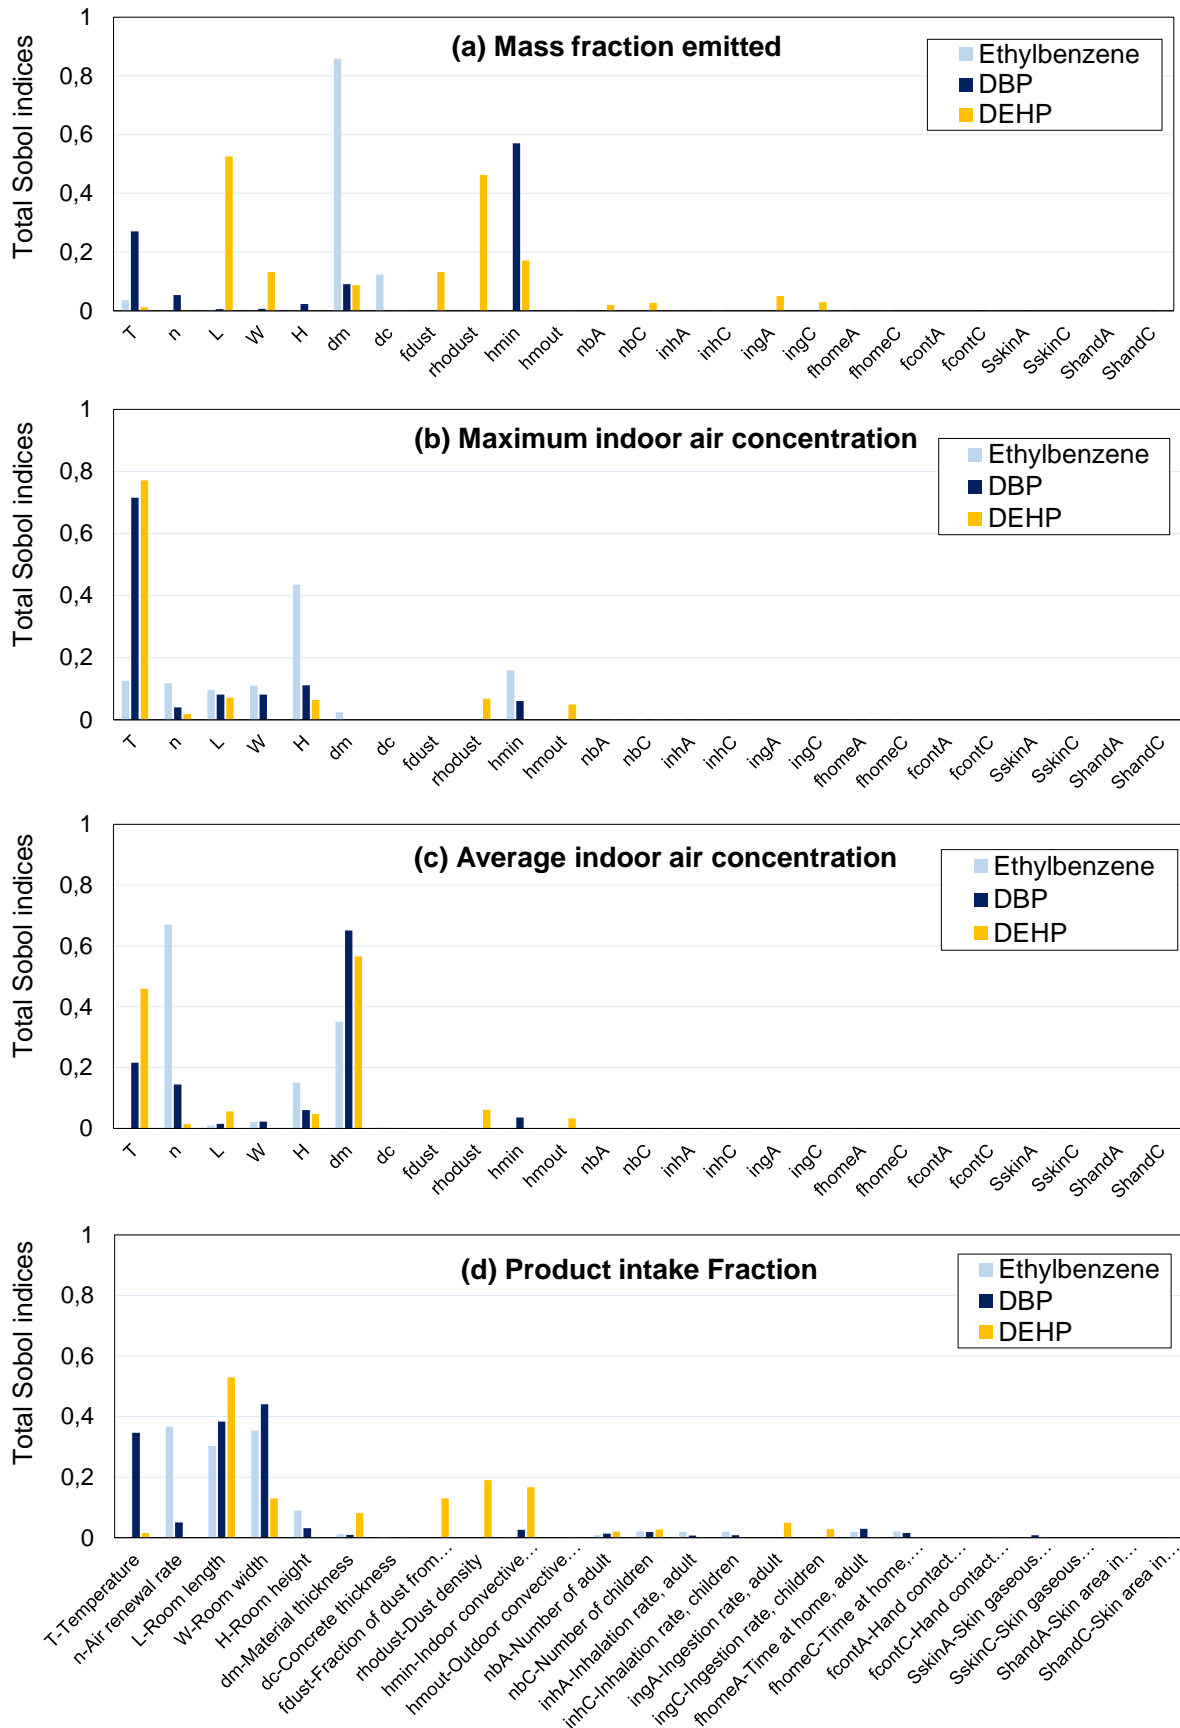 (a) Mass fraction emitted
Ethylbenzene
DBP
DEHP
Total Sobol indices
1
0,8
0,6
0,4
0,2
0
T n L W H dm dc fdust rhodust hmin hmout nbA nbC inhA inhC ingA ingC fhomeA fhomeC fcontA fcontC SskinA SskinC ShandA ShandC
(b) Maximum indoor air concentration
Ethylbenzene
DBP
DEHP
Total Sobol indices
1
0,8
0,6
0,4
0,2
0
T n L W H dm dc fdust rhodust hmin hmout nbA nbC inhA inhC ingA ingC fhomeA fhomeC fcontA fcontC SskinA SskinC ShandA ShandC
(c) Average indoor air concentration
Ethylbenzene
DBP
DEHP
Total Sobol indices
1
0,8
0,6
0,4
0,2
0
T n L W H dm dc fdust rhodust hmin hmout nbA nbC inhA inhC ingA ingC fhomeA fhomeC fcontA fcontC SskinA SskinC ShandA ShandC
(d) Product intake Fraction
Ethylbenzene
DBP
DEHP
Total Sobol indices
1
0,8
0,6
0,4
0,2
0
T-Temperature
n-Air renewal rate
L-Room length
W-Room width
H-Room height
dm-Material thickness
dc-Concrete thickness
fdust-Fraction of dust from…
rhodust-Dust density
hmin-Indoor convective…
hmout-Outdoor convective…
nbA-Number of adult
nbC-Number of children
inhA-Inhalation rate, adult
inhC-Inhalation rate, children
ingA-Ingestion rate, adult
ingC-Ingestion rate, children
fhomeA-Time at home, adult
fhomeC-Time at home,…
fcontA-Hand contact…
fcontC-Hand contact…
SskinA-Skin gaseous…
SskinC-Skin gaseous…
ShandA-Skin area in…
ShandC-Skin area in…